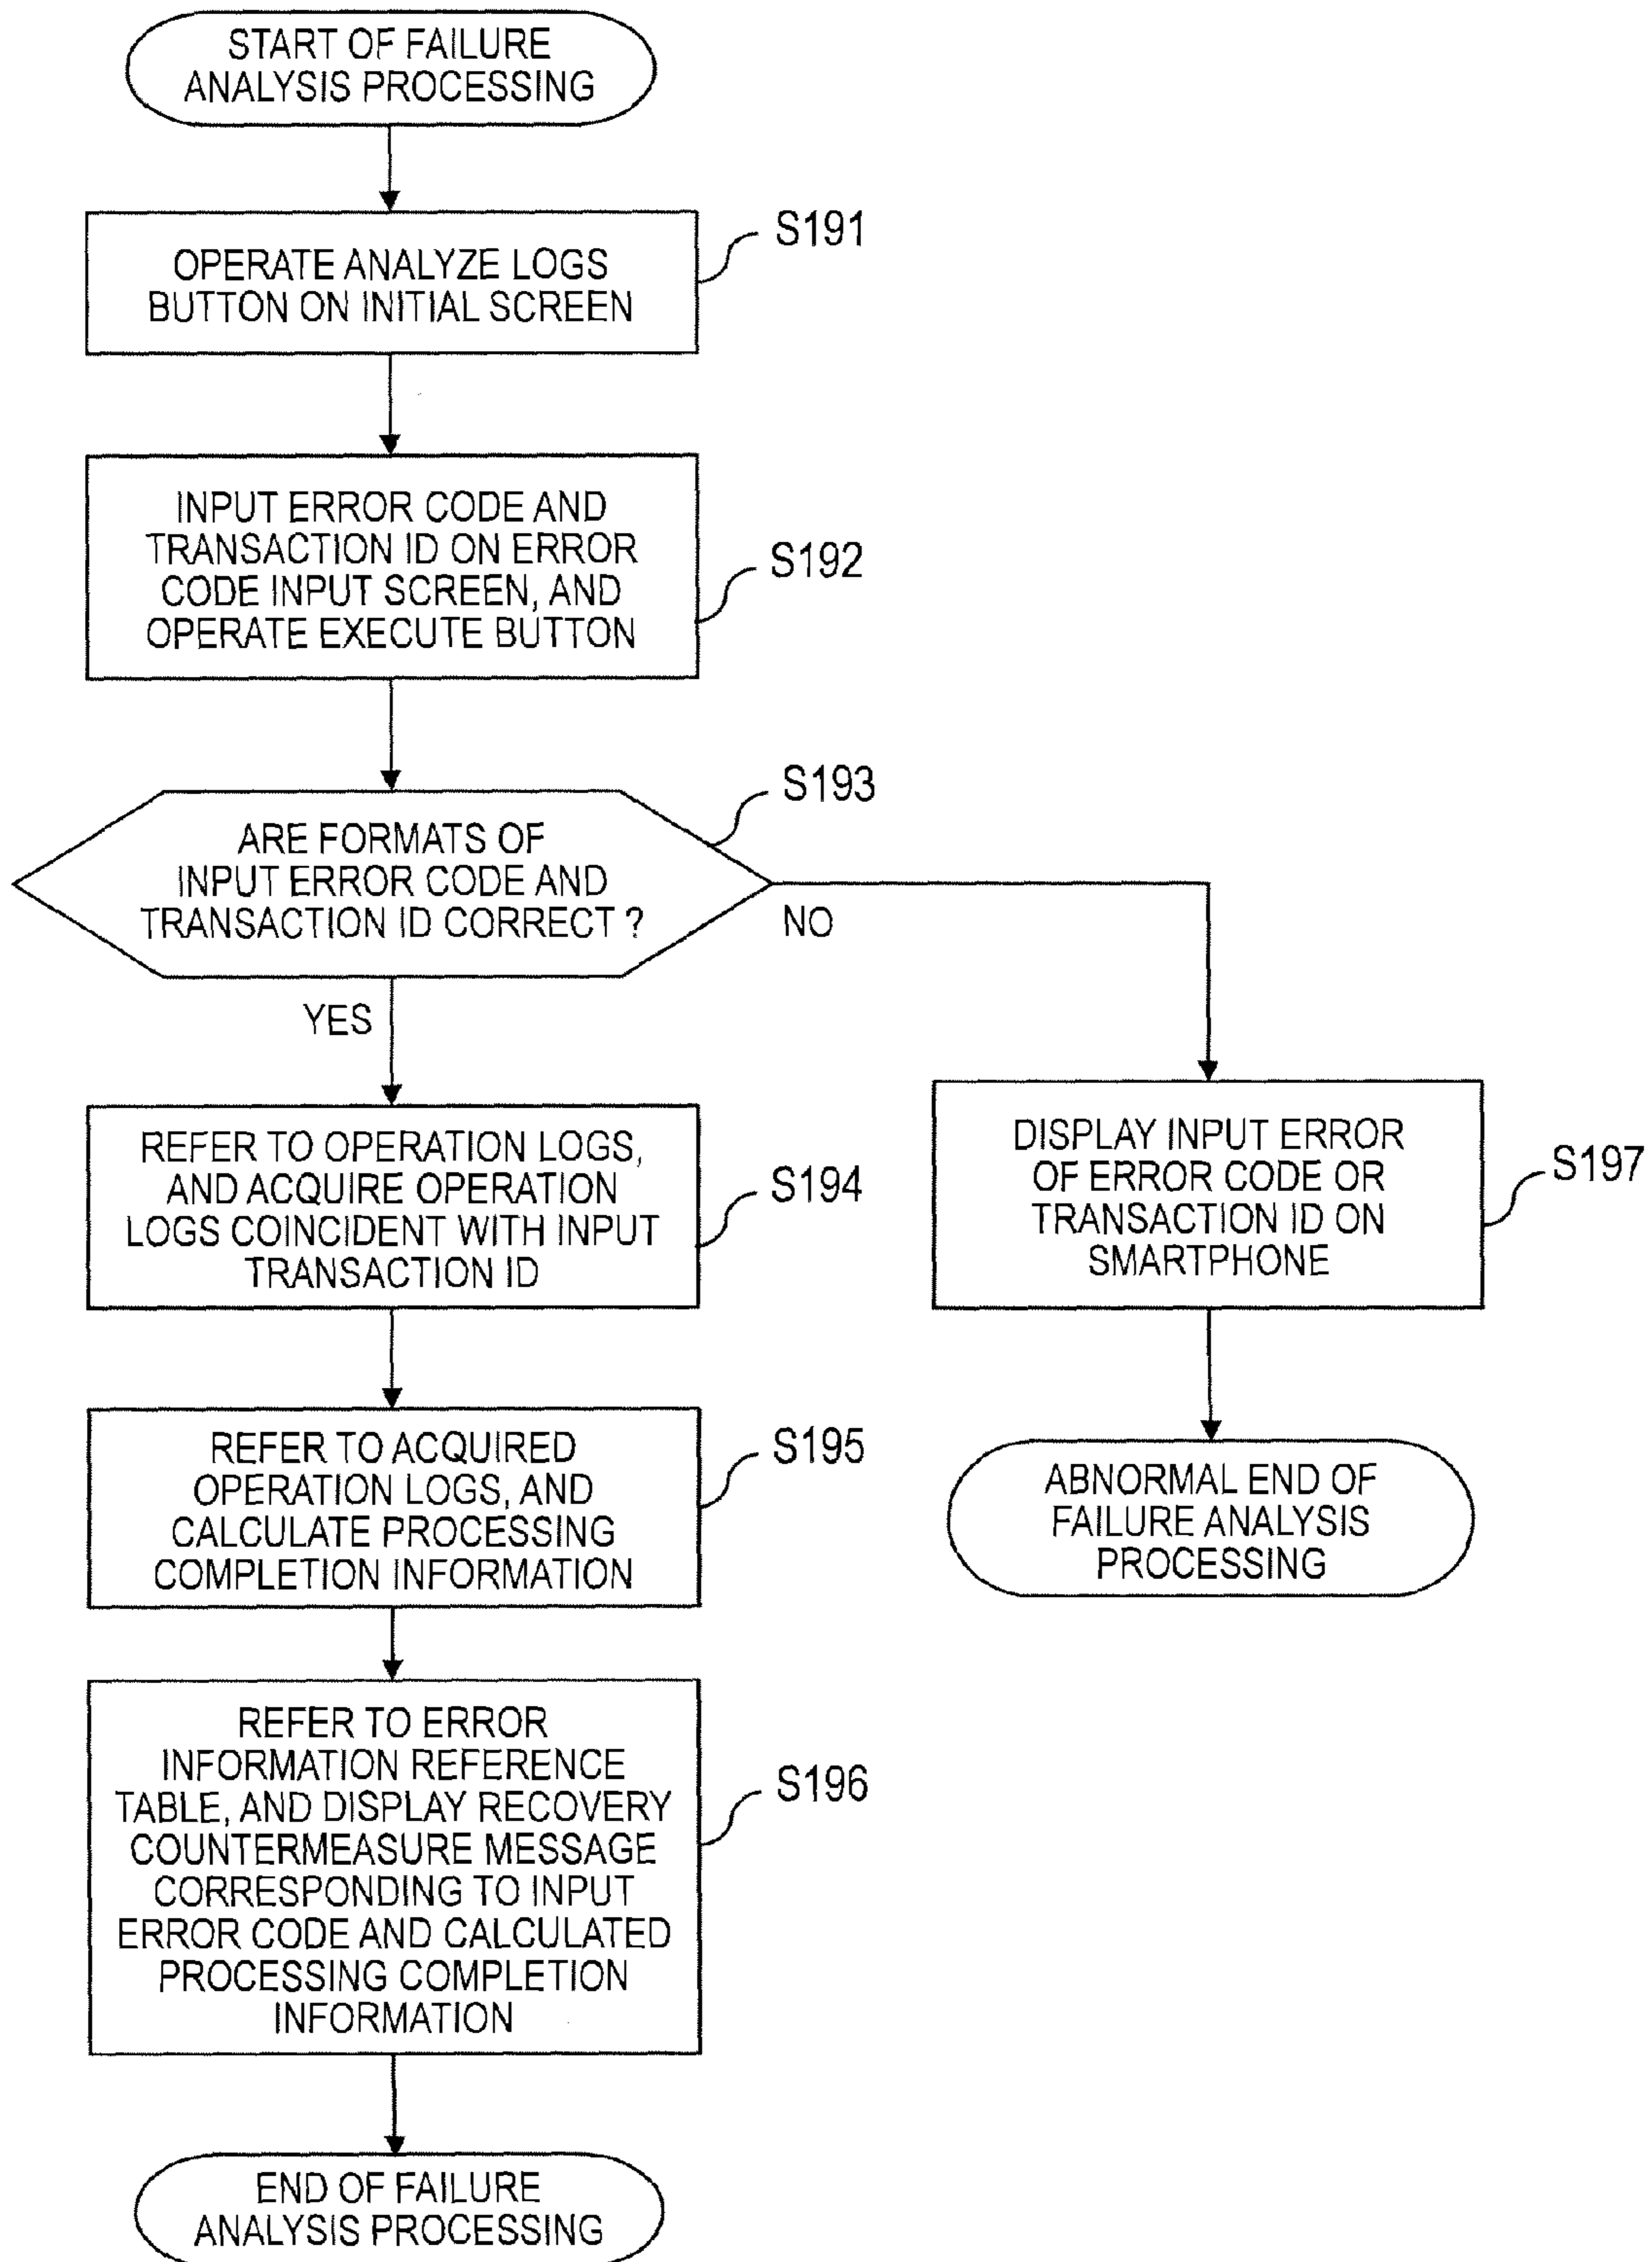 START OF FAILURE
ANALYSIS PROCESSING
S191
OPERATE ANALYZE LOGS
BUTTON ON INITIAL SCREEN
INPUT ERROR CODE AND
TRANSACTION ID ON ERROR
CODE INPUT SCREEN, AND
OPERATE EXECUTE BUTTON
S192
S193
ARE FORMATS OF
INPUT ERROR CODE AND
TRANSACTION ID CORRECT ?
NO
YES
REFER TO OPERATION LOGS,
AND ACQUIRE OPERATION
LOGS COINCIDENT WITH INPUT
TRANSACTION ID
S194
DISPLAY INPUT ERROR
OF ERROR CODE OR
TRANSACTION ID ON
SMARTPHONE
S197
REFER TO ACQUIRED
OPERATION LOGS, AND
CALCULATE PROCESSING
COMPLETION INFORMATION
S195
ABNORMAL END OF
FAILURE ANALYSIS
PROCESSING
REFER TO ERROR
INFORMATION REFERENCE
TABLE, AND DISPLAY RECOVERY
COUNTERMEASURE MESSAGE
CORRESPONDING TO INPUT
ERROR CODE AND CALCULATED
PROCESSING COMPLETION
INFORMATION
S196
END OF FAILURE
ANALYSIS PROCESSING